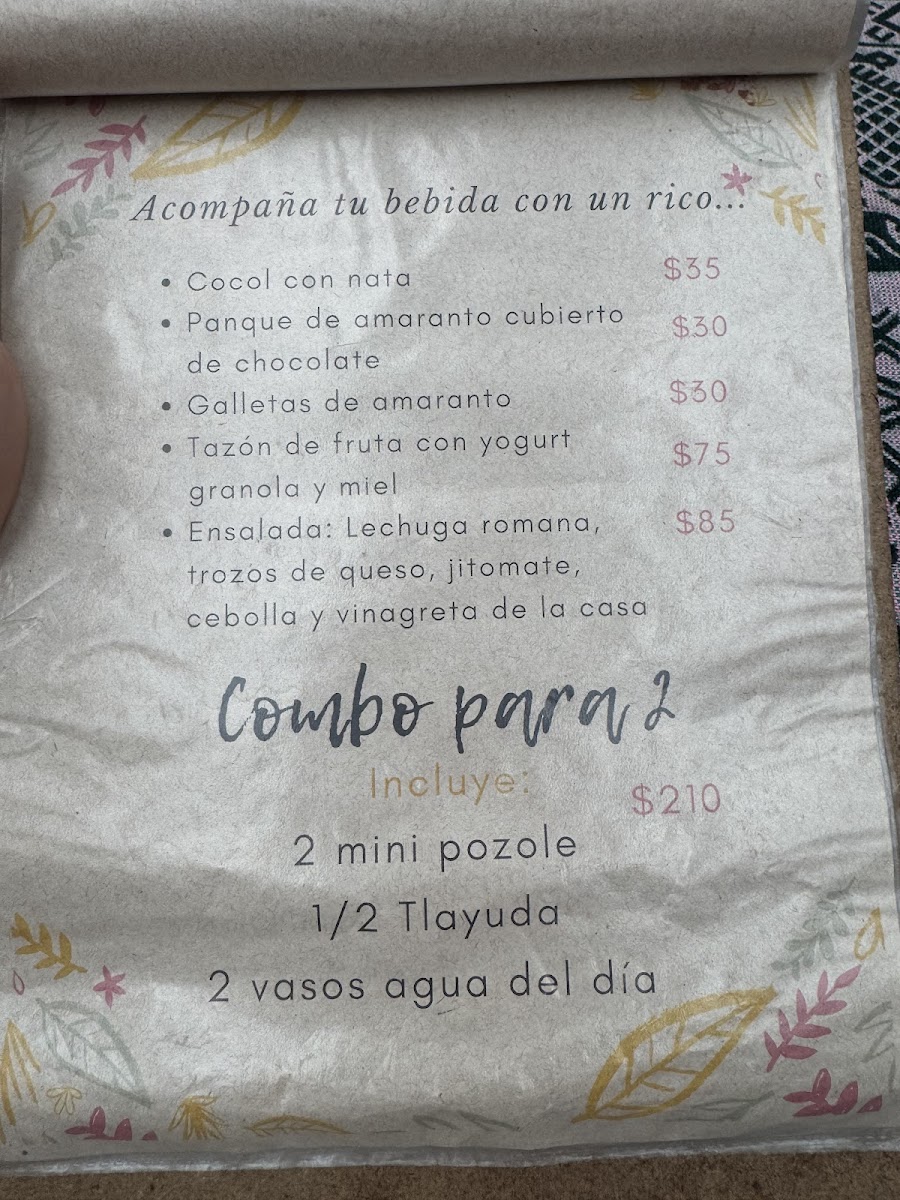 Acompaña tu bebida con un rico...
• Cocol con nata $35
• Panque de amaranto cubierto $30
de chocolate
• Galletas de amaranto $30
• Tazón de fruta con yogurt $75
granola y miel
• Ensalada: Lechuga romana, $85
trozos de queso, jitomate,
cebolla y vinagreta de la casa
Combo para 2
Incluye: $210
2 mini pozole
1/2 Tlayuda
2 vasos agua del día